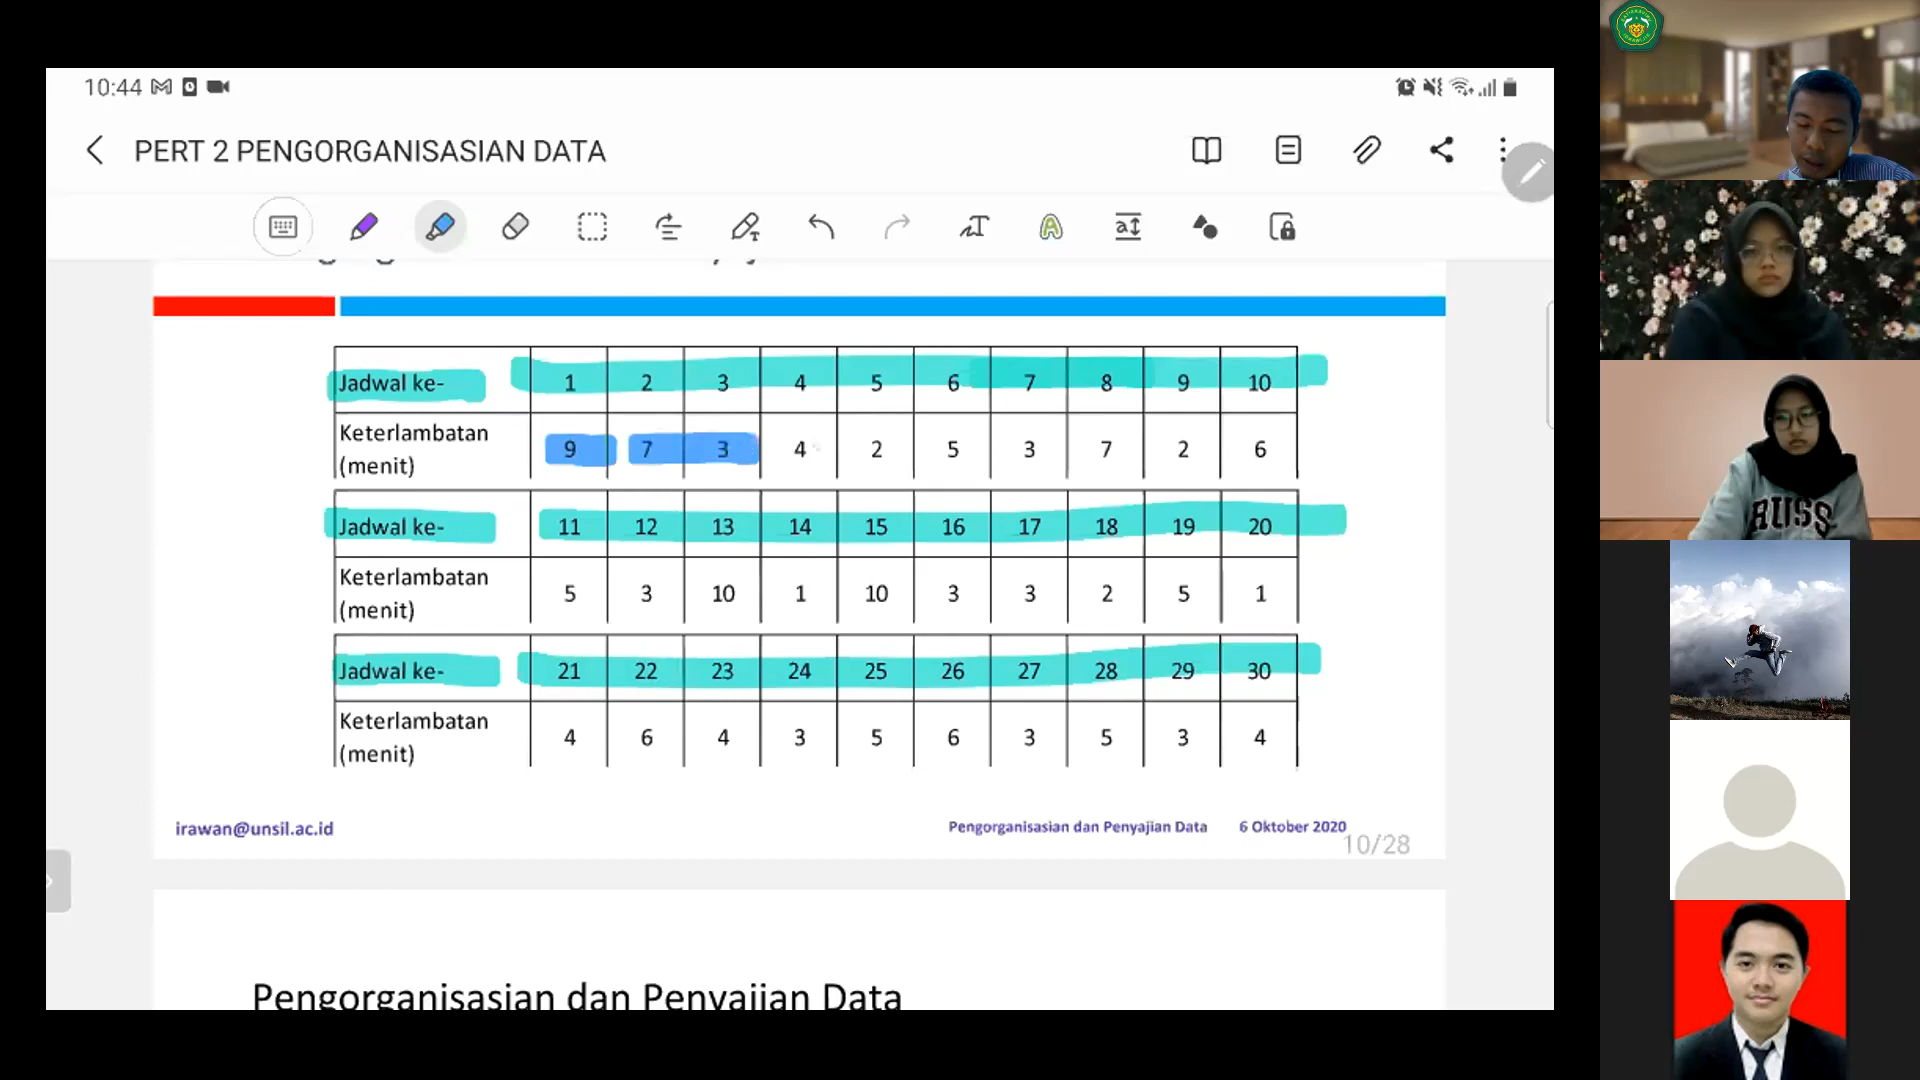 10:44
PERT 2 PENGORGANISASIAN DATA
Jadwal ke- 1 2 3 4 5 6 7 8 9 10
Keterlambatan (menit) 9 7 3 4 2 5 3 7 2 6
Jadwal ke- 11 12 13 14 15 16 17 18 19 20
Keterlambatan (menit) 5 3 10 1 10 3 3 2 5 1
Jadwal ke- 21 22 23 24 25 26 27 28 29 30
Keterlambatan (menit) 4 6 4 3 5 6 3 5 3 4
irawan@unsil.ac.id Pengorganisasian dan Penyajian Data 6 Oktober 2020
10/28
Pengorganisasian dan Penyajian Data
RUSS